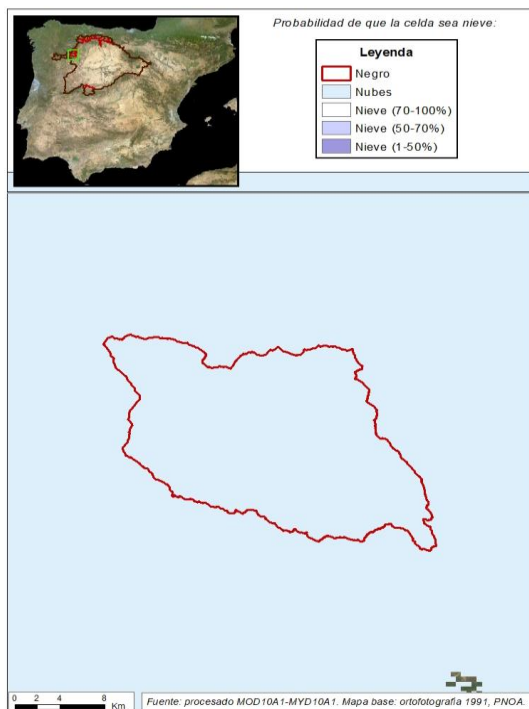 Probabilidad de que la celda sea nieve:
Leyenda
Negro
Nubes
Nieve (70-100%)
Nieve (50-70%)
Nieve (1-50%)
0 2 4 8
Km
Fuente: procesado MOD10A1-MYD10A1. Mapa base: ortofotografía 1991, PNOA.